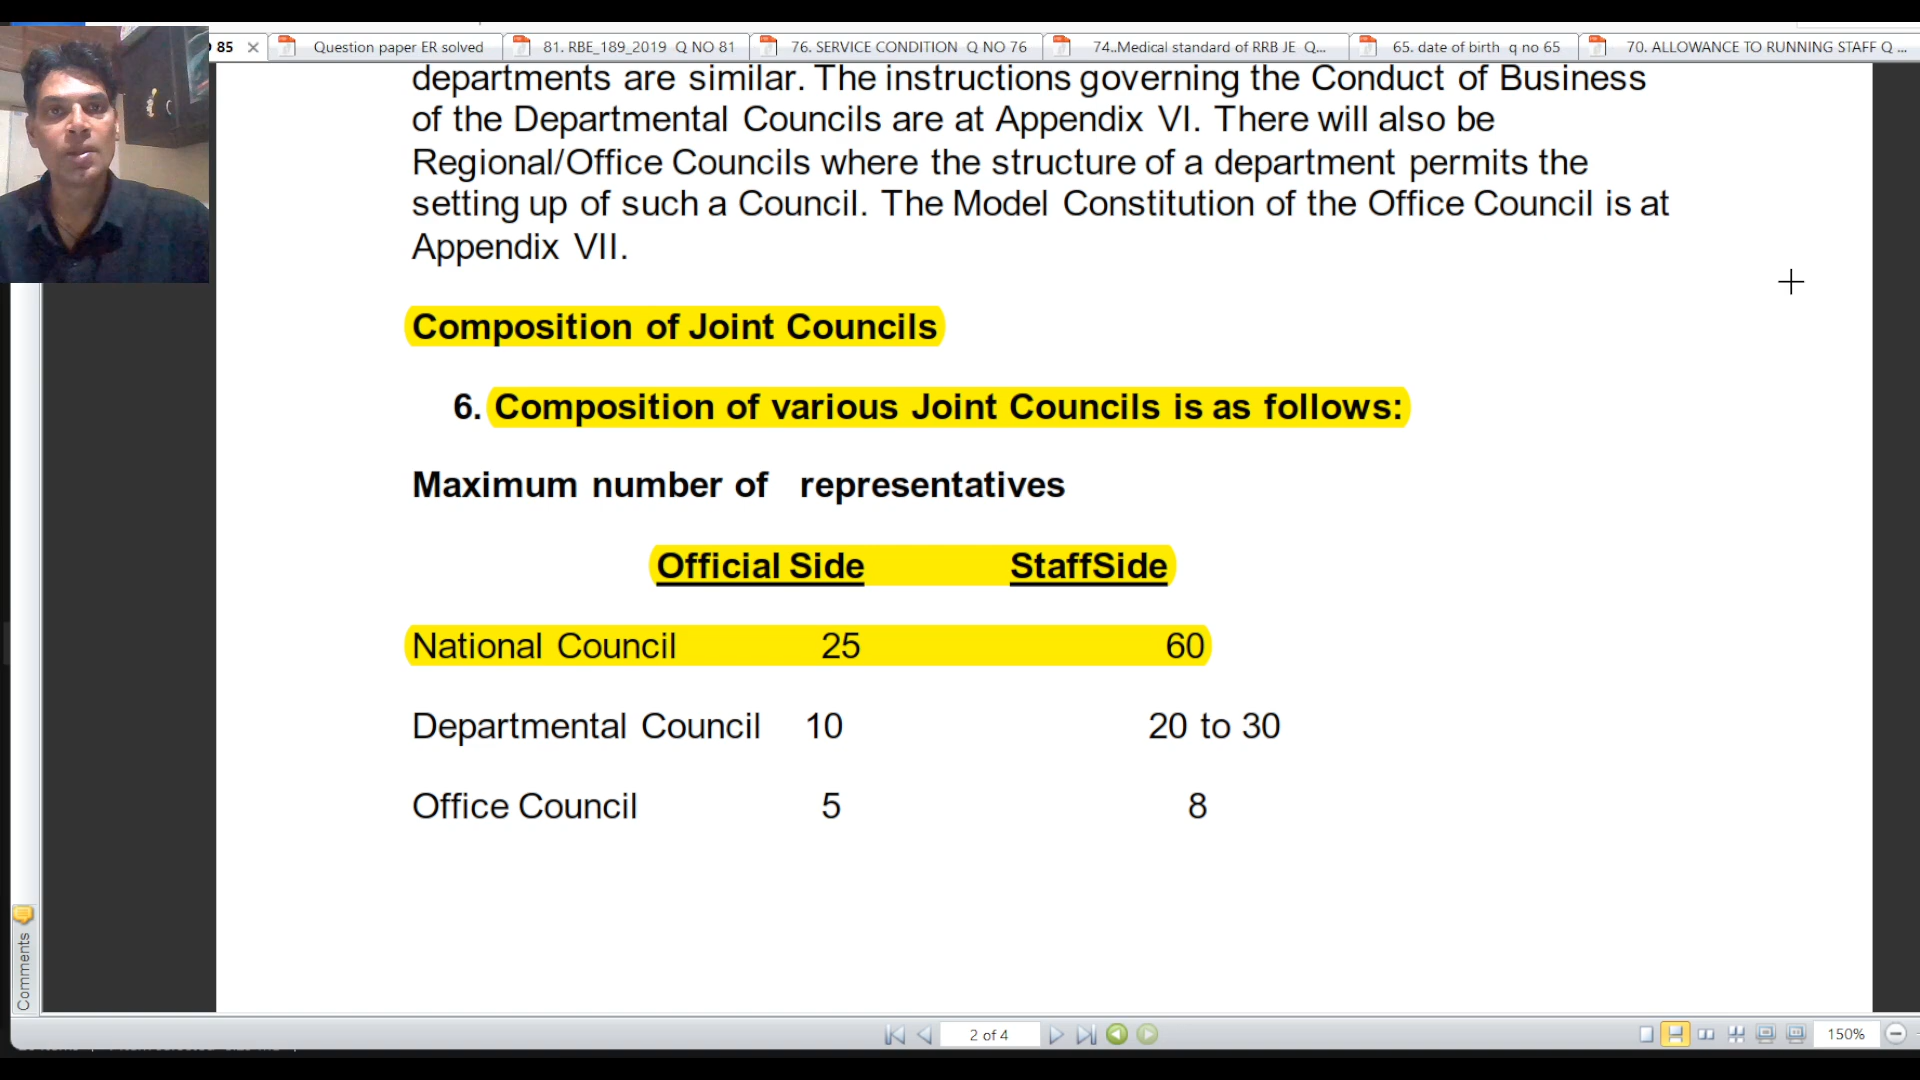 85
Question paper ER solved
81. RBE_189_2019 Q NO 81
76. SERVICE CONDITION Q NO 76
74..Medical standard of RRB JE Q...
65. date of birth q no 65
70. ALLOWANCE TO RUNNING STAFF Q ...
departments are similar. The instructions governing the Conduct of Business
of the Departmental Councils are at Appendix VI. There will also be
Regional/Office Councils where the structure of a department permits the
setting up of such a Council. The Model Constitution of the Office Council is at
Appendix VII.
Composition of Joint Councils
6. Composition of various Joint Councils is as follows:
Maximum number of representatives
Official Side StaffSide
National Council 25 60
Departmental Council 10 20 to 30
Office Council 5 8
Comments
2 of 4
150%